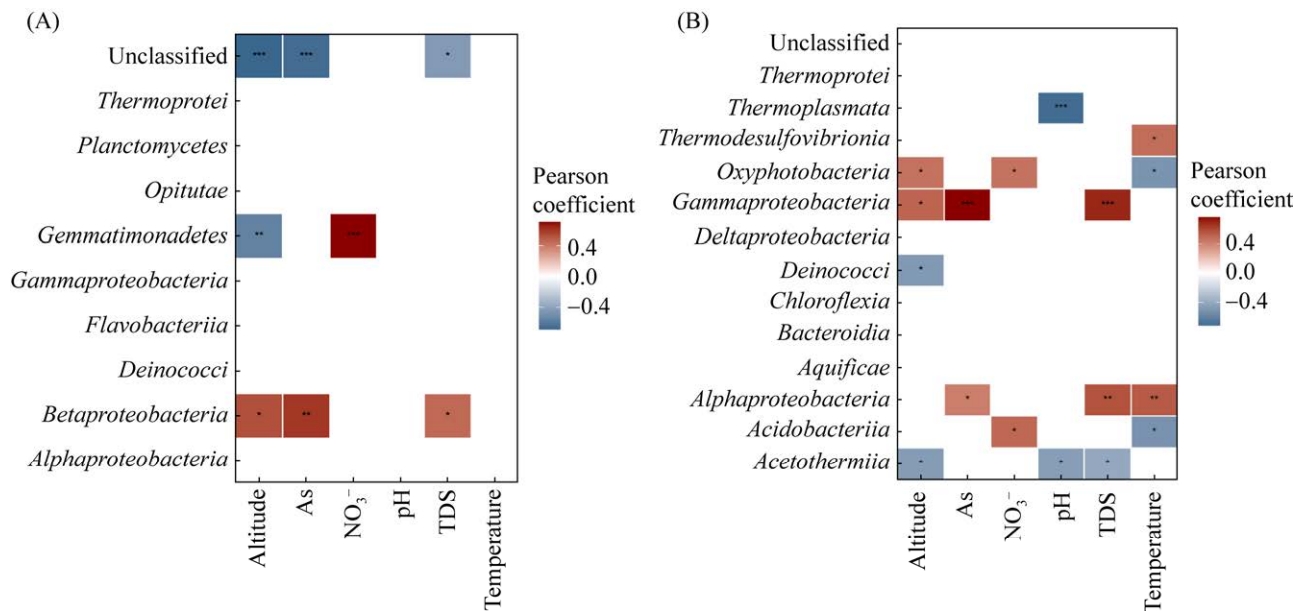 (A)
Unclassified *** *** *
Thermoprotei
Planctomycetes
Opitutae
Gemmatimonadetes ** ***
Gammaproteobacteria
Flavobacteriia
Deinococci
Betaproteobacteria * ** *
Alphaproteobacteria
Altitude
As
NO₃⁻
pH
TDS
Temperature
Pearson
coefficient
0.4
0.0
−0.4
(B)
Unclassified
Thermoprotei
Thermoplasmata ***
Thermodesulfovibrionia *
Oxyphotobacteria * * *
Gammaproteobacteria * *** ***
Deltaproteobacteria
Deinococci *
Chloroflexia
Bacteroidia
Aquificae
Alphaproteobacteria * ** **
Acidobacteriia * *
Acetothermiia * * *
Altitude
As
NO₃⁻
pH
TDS
Temperature
Pearson
coefficient
0.4
0.0
−0.4